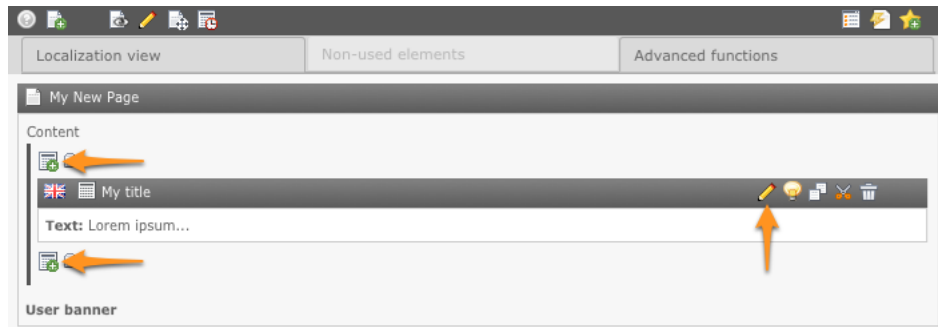 Localization view
Non-used elements
Advanced functions
My New Page
Content
My title
Text: Lorem ipsum...
User banner